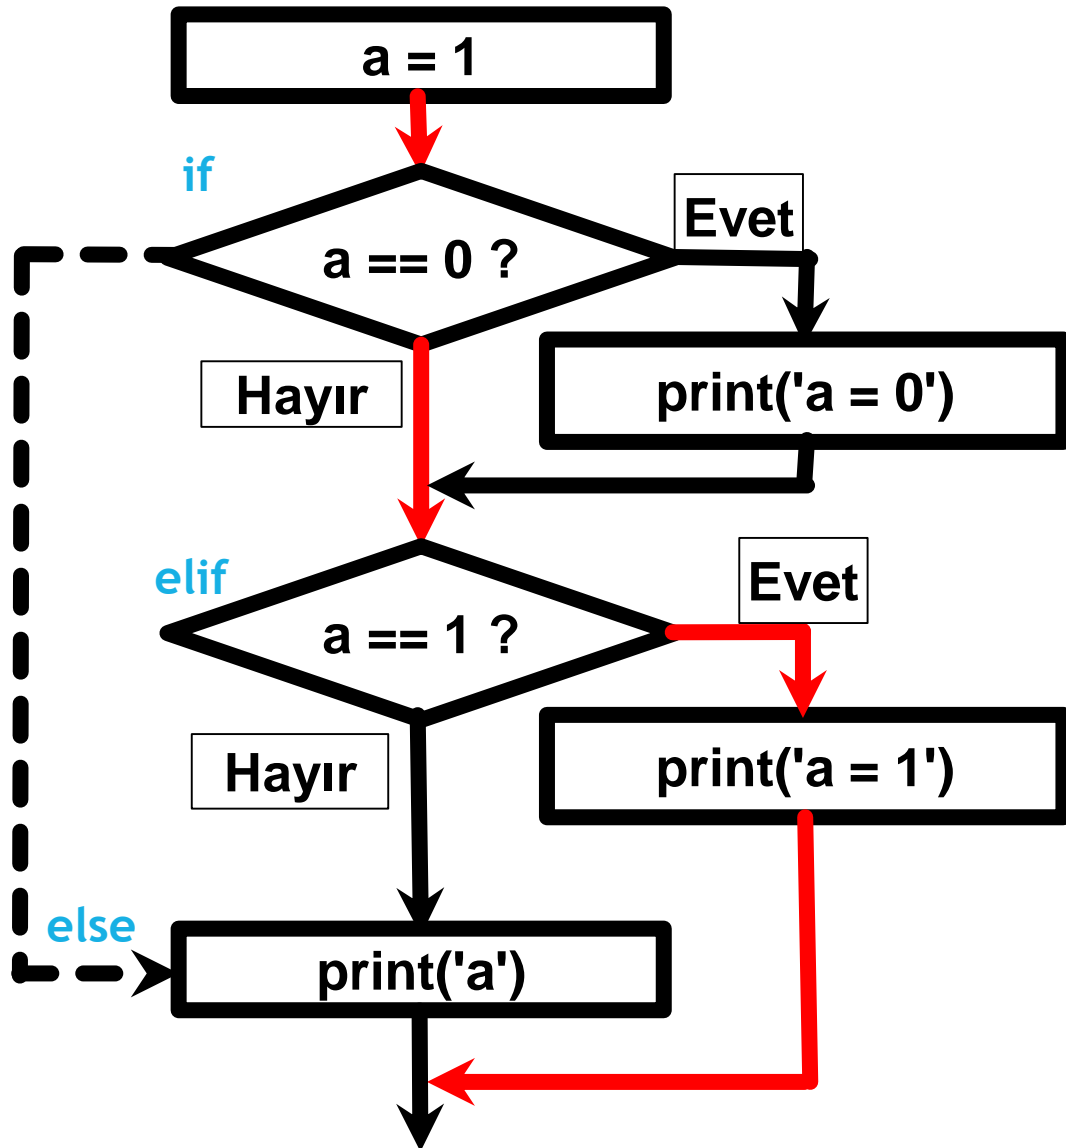 a = 1
if
a == 0 ?
Evet
Hayır
print('a = 0')
elif
a == 1 ?
Evet
Hayır
print('a = 1')
else
print('a')